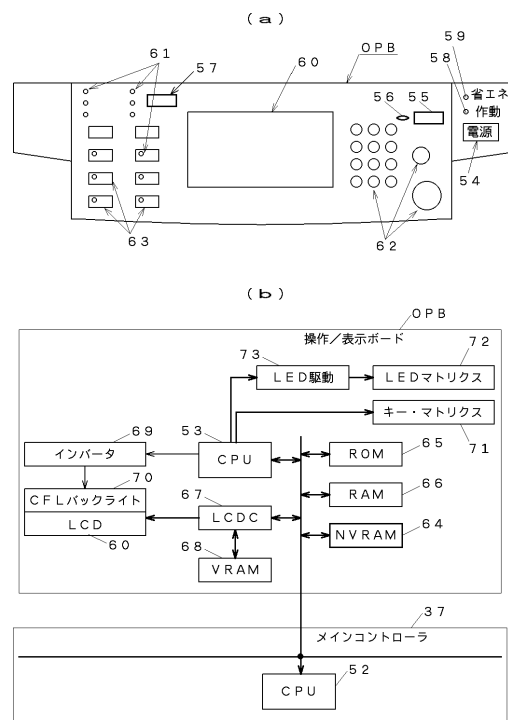 (a)
61
57
60
OPB
59
58
56
55
省エネ
作動
電源
54
63
62
(b)
OPB
操作/表示ボード
73
72
LED駆動
LEDマトリクス
キー・マトリクス
71
69
53
インバータ
CPU
ROM
65
70
67
CFLバックライト
LCDC
RAM
66
LCD
60
68
VRAM
NVRAM
64
37
メインコントローラ
52
CPU